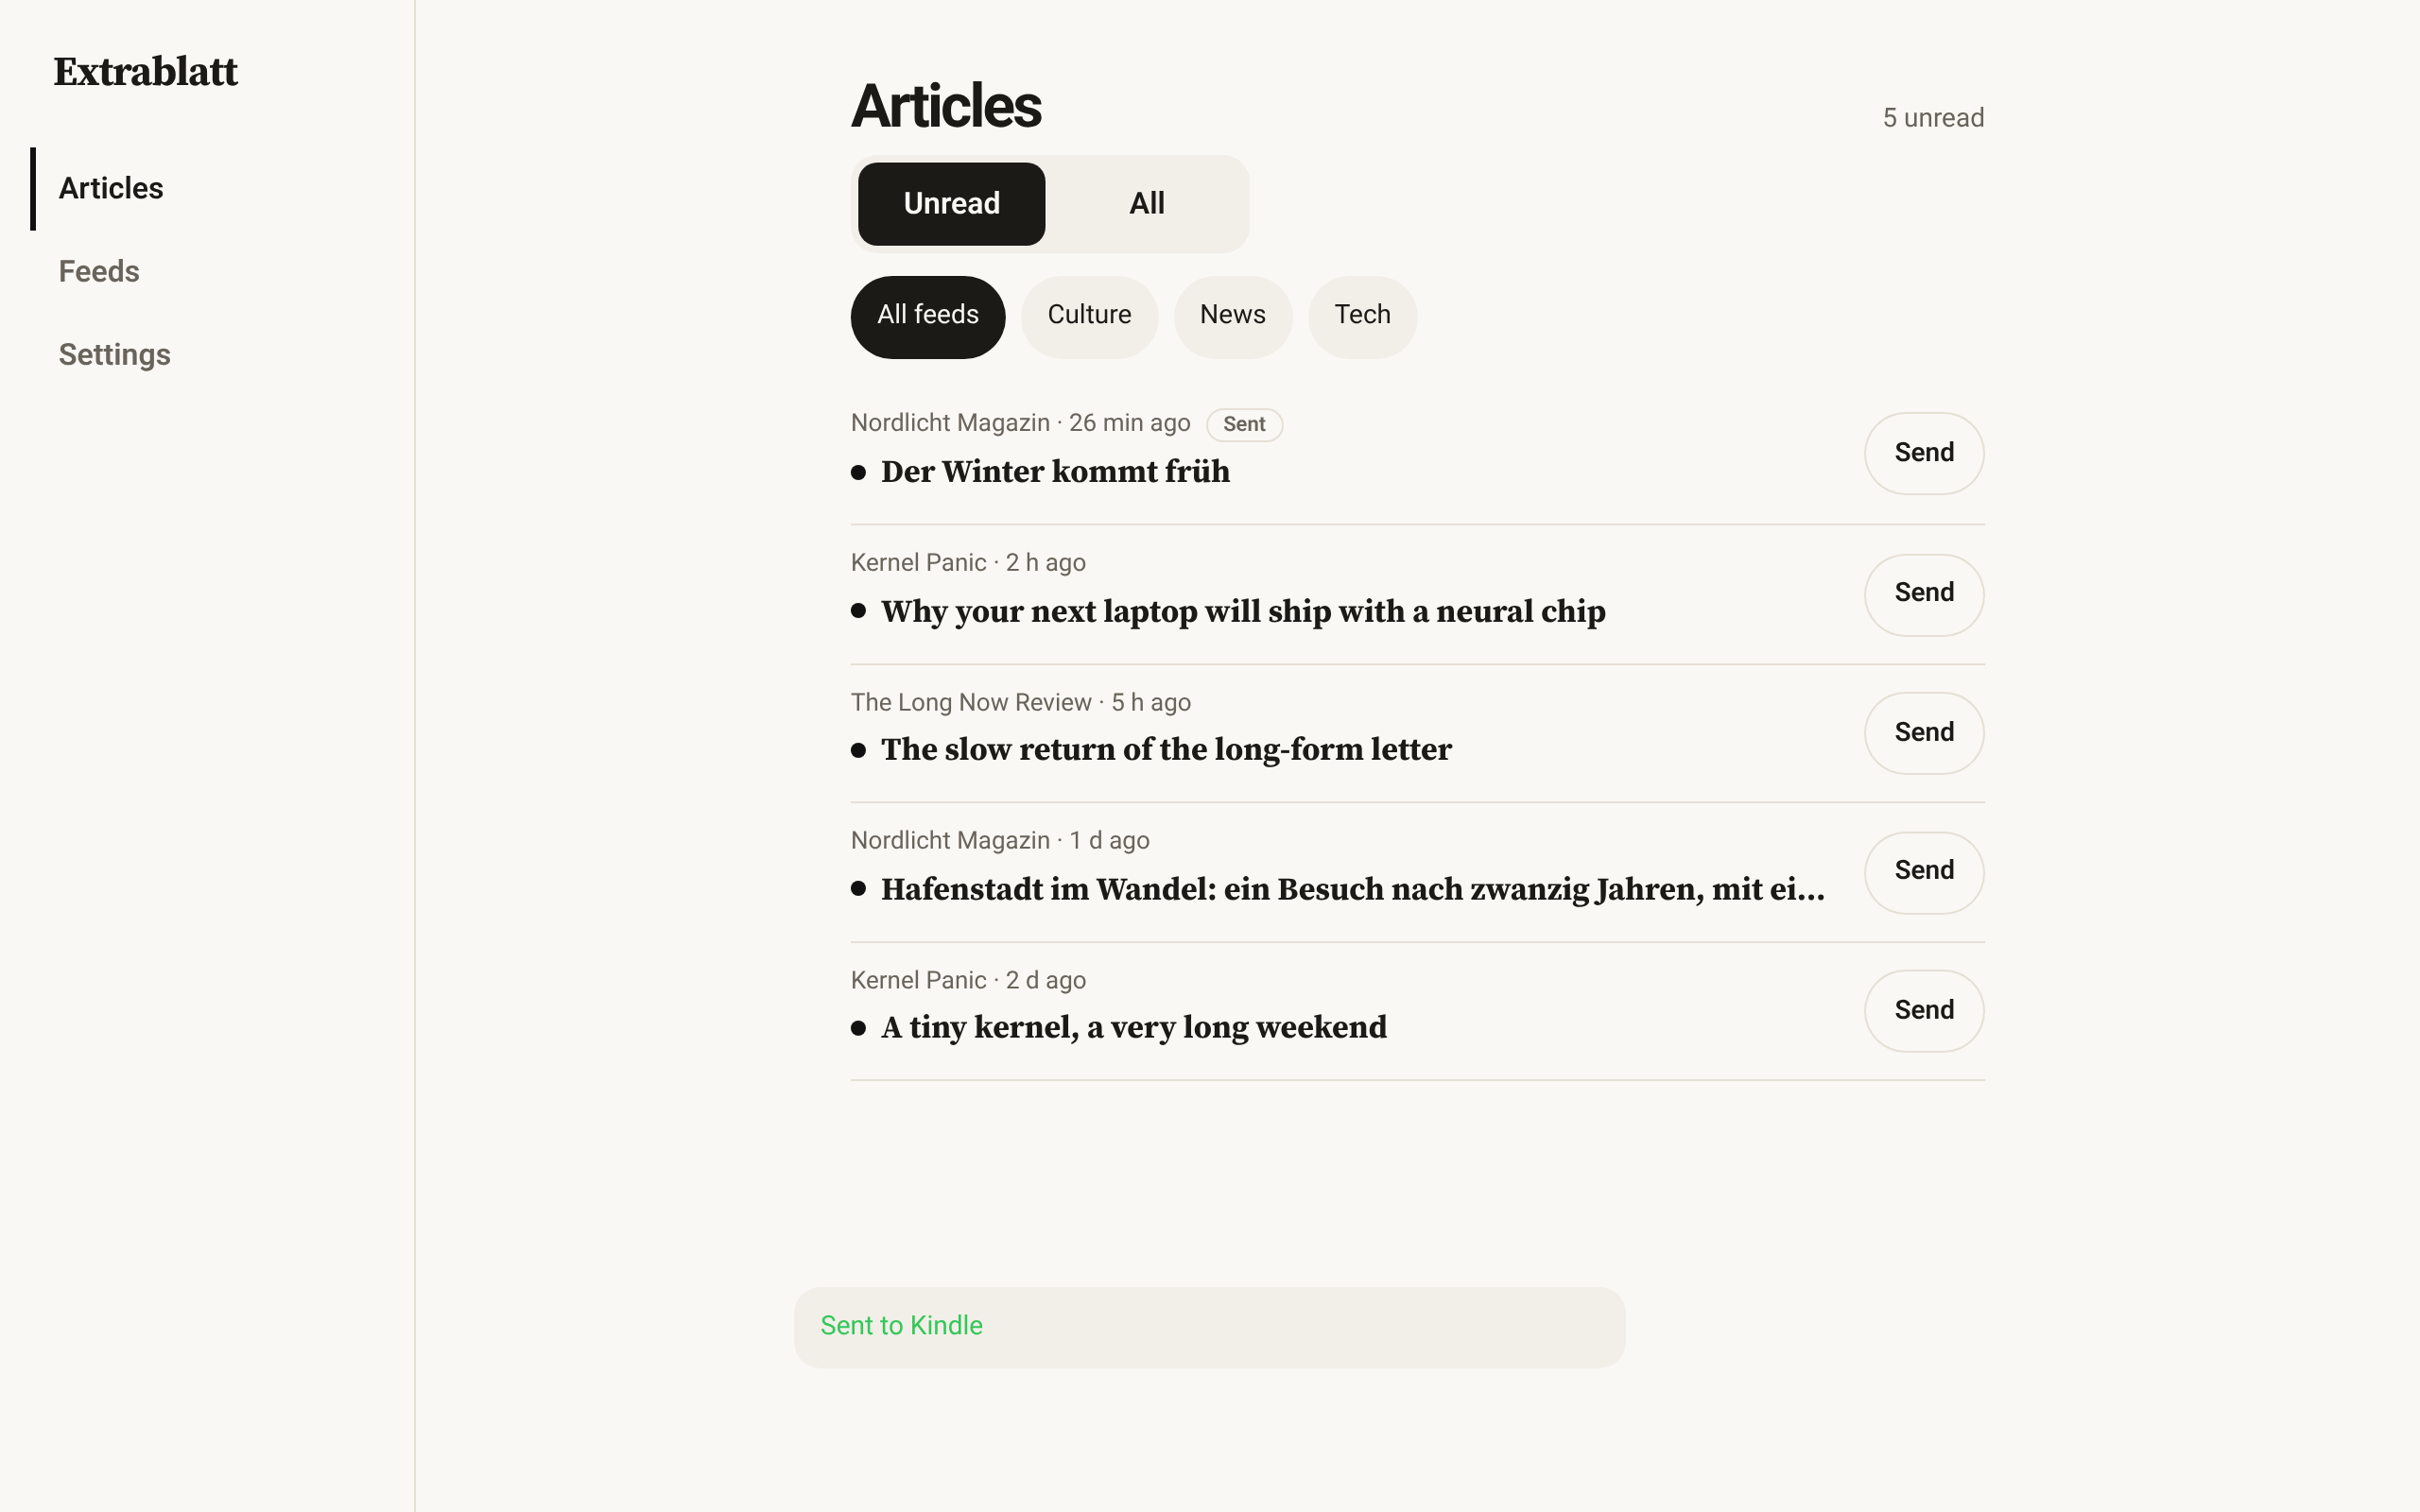 Extrablatt
Articles
Feeds
Settings
Articles
5 unread
Unread All
All feeds Culture News Tech
Nordlicht Magazin · 26 min ago Sent
Der Winter kommt früh
Send
Kernel Panic · 2 h ago
Why your next laptop will ship with a neural chip
Send
The Long Now Review · 5 h ago
The slow return of the long-form letter
Send
Nordlicht Magazin · 1 d ago
Hafenstadt im Wandel: ein Besuch nach zwanzig Jahren, mit ei...
Send
Kernel Panic · 2 d ago
A tiny kernel, a very long weekend
Send
Sent to Kindle